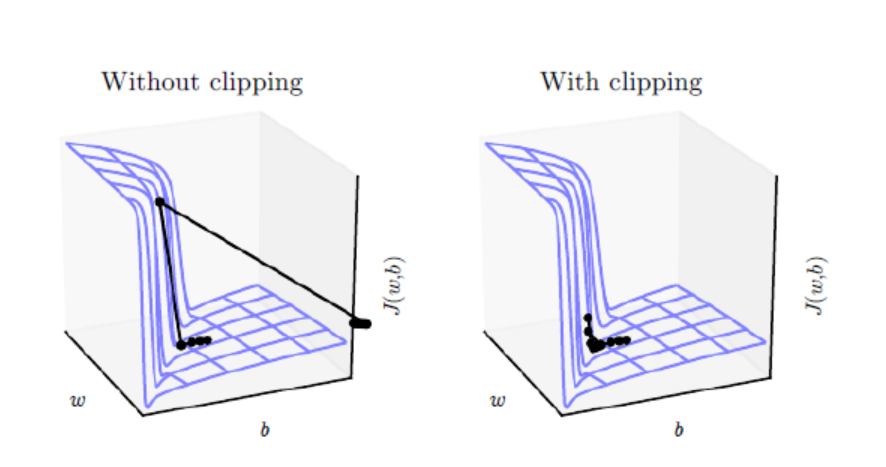 Without clipping
J(w,b)
w
b
With clipping
J(w,b)
w
b